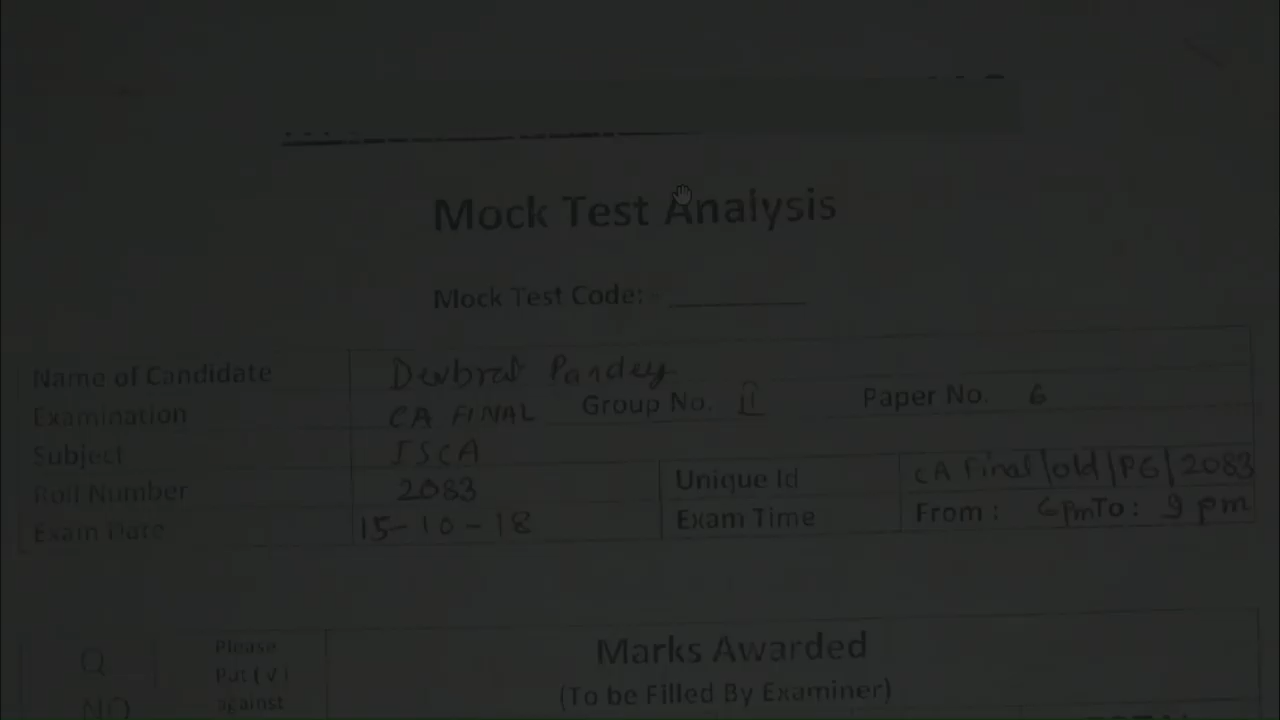 Mock Test Analysis
Mock Test Code: - __________
Name of Candidate Devbrat Pandey
Examination CA FINAL Group No. II Paper No. 6
Subject ISCA
Roll Number 2083 Unique Id CA Final/old/P6/2083
Exam Date 15-10-18 Exam Time From : 6pm To : 9 pm
Q
NO
Please
Put ( √ )
against
Marks Awarded
(To be Filled By Examiner)